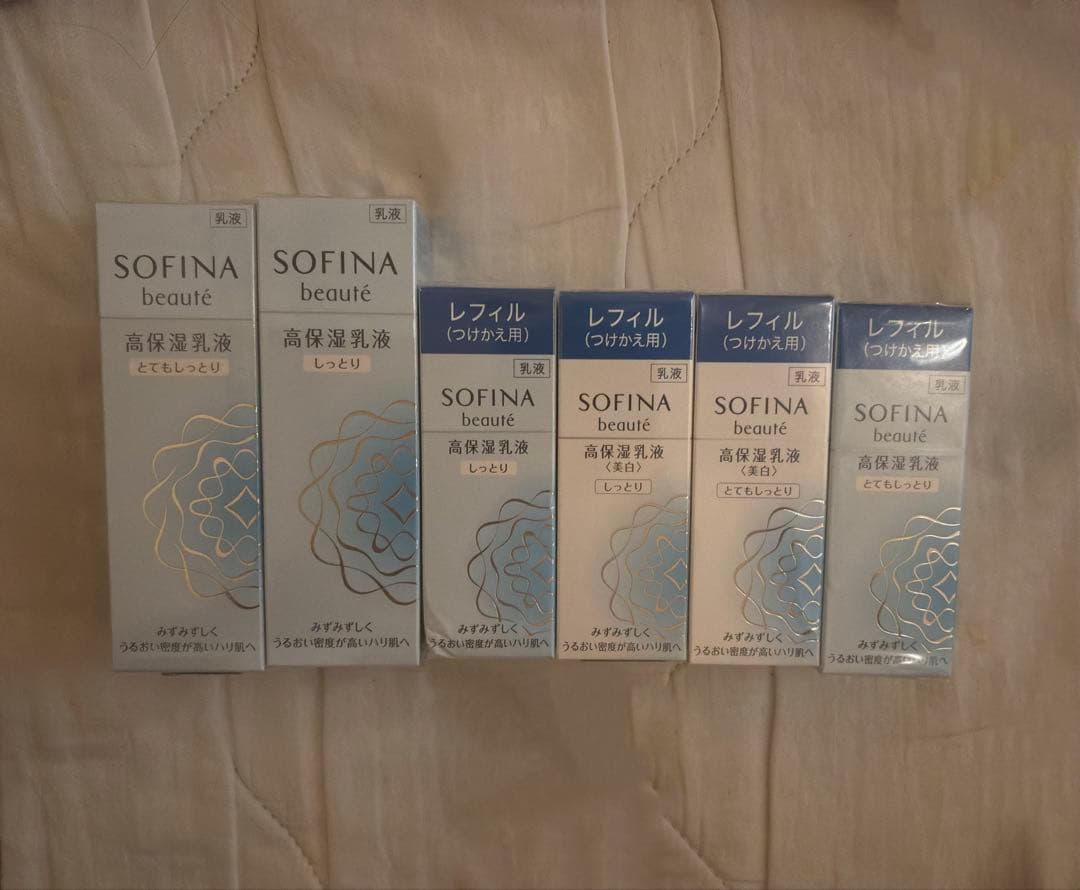 乳液
SOFINA
beauté
高保湿乳液
とてもしっとり
みずみずしく
うるおい密度が高いハリ肌へ
乳液
SOFINA
beauté
高保湿乳液
しっとり
みずみずしく
うるおい密度が高いハリ肌へ
レフィル
(つけかえ用)
乳液
SOFINA
beauté
高保湿乳液
しっとり
みずみずしく
うるおい密度が高いハリ肌へ
レフィル
(つけかえ用)
乳液
SOFINA
beauté
高保湿乳液
〈美白〉
しっとり
みずみずしく
うるおい密度が高いハリ肌へ
レフィル
(つけかえ用)
乳液
SOFINA
beauté
高保湿乳液
〈美白〉
とてもしっとり
みずみずしく
うるおい密度が高いハリ肌へ
レフィル
(つけかえ用)
乳液
SOFINA
beauté
高保湿乳液
とてもしっとり
みずみずしく
うるおい密度が高いハリ肌へ